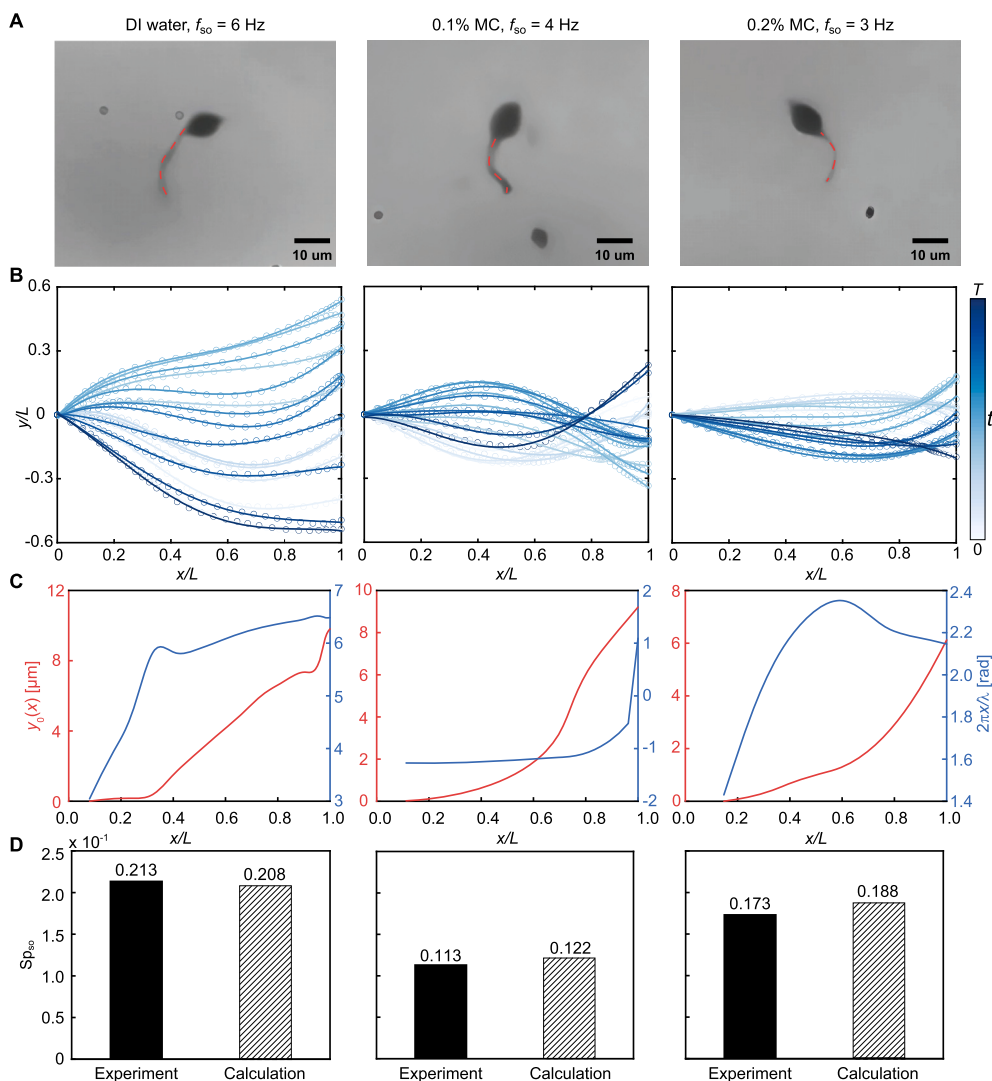 A
DI water, fso = 6 Hz
0.1% MC, fso = 4 Hz
0.2% MC, fso = 3 Hz
10 um
10 um
10 um
B
0.6
0.3
0
-0.3
-0.6
y/L
0 0.2 0.4 0.6 0.8 1
0 0.2 0.4 0.6 0.8 1
0 0.2 0.4 0.6 0.8 1
x/L
x/L
x/L
T
t
0
C
12
8
4
0
y0(x) [μm]
7
6
5
4
3
10
8
6
4
2
0
2
1
0
-1
-2
8
6
4
2
0
2.4
2.2
2.0
1.8
1.6
1.4
2πx/λ [rad]
0.0 0.2 0.4 0.6 0.8 1.0
0.0 0.2 0.4 0.6 0.8 1.0
0.0 0.2 0.4 0.6 0.8 1.0
x/L
x/L
x/L
D
x 10-1
2.5
2.0
1.5
1.0
0.5
0
Spso
0.213
0.208
0.113
0.122
0.173
0.188
Experiment Calculation
Experiment Calculation
Experiment Calculation